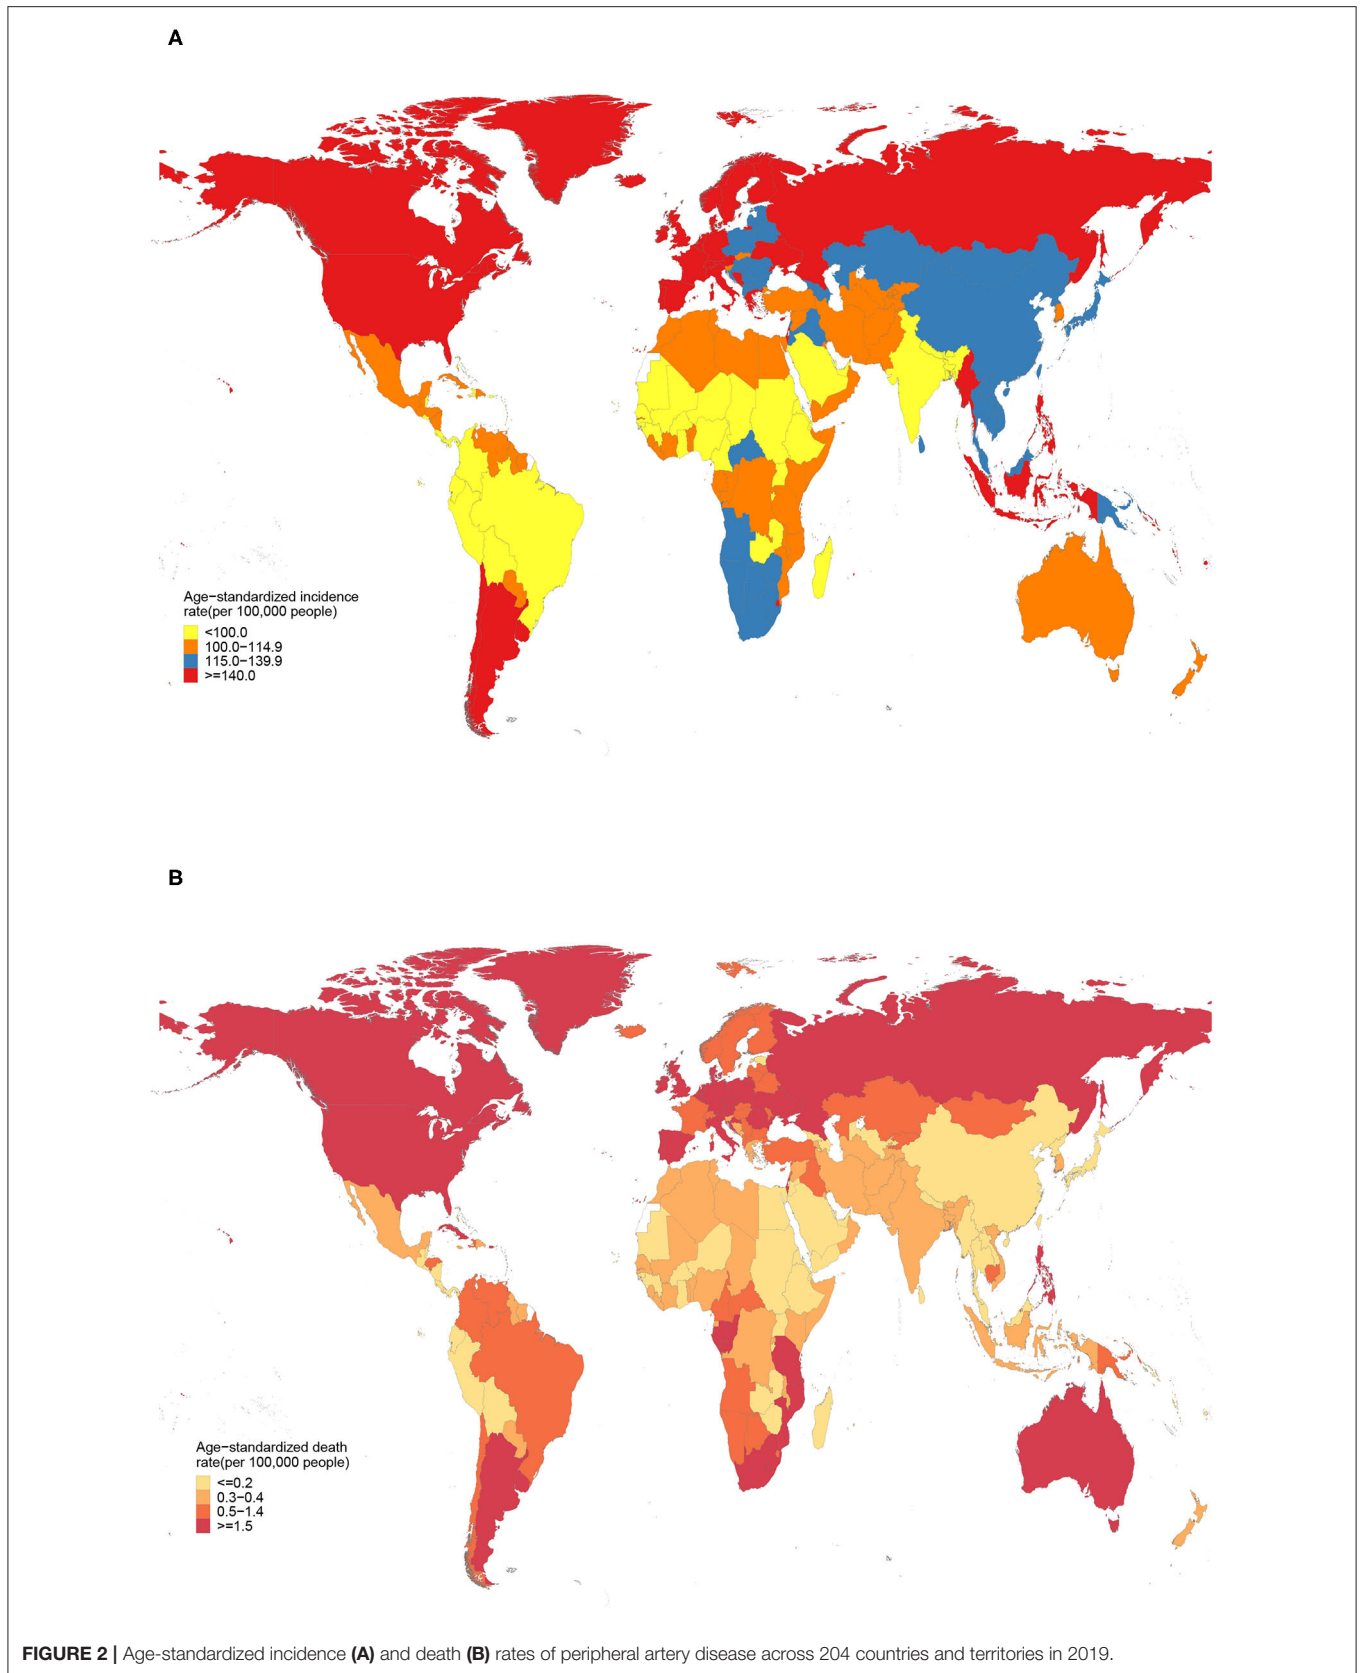 A
Age−standardized incidence
rate(per 100,000 people)
<100.0
100.0−114.9
115.0−139.9
>=140.0
B
Age−standardized death
rate(per 100,000 people)
<=0.2
0.3−0.4
0.5−1.4
>=1.5
FIGURE 2 | Age-standardized incidence (A) and death (B) rates of peripheral artery disease across 204 countries and territories in 2019.